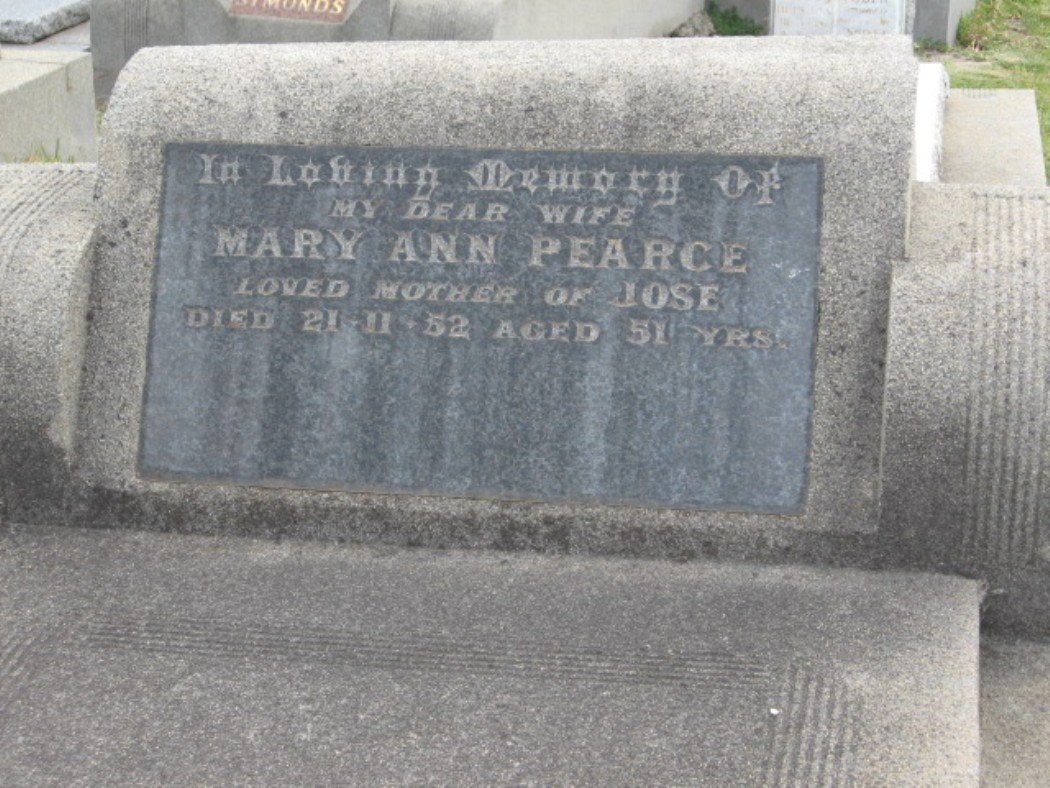 SYMONDS
In Loving Memory Of
MY DEAR WIFE
MARY ANN PEARCE
LOVED MOTHER OF JOSE
DIED 21-11-52 AGED 51 YRS.